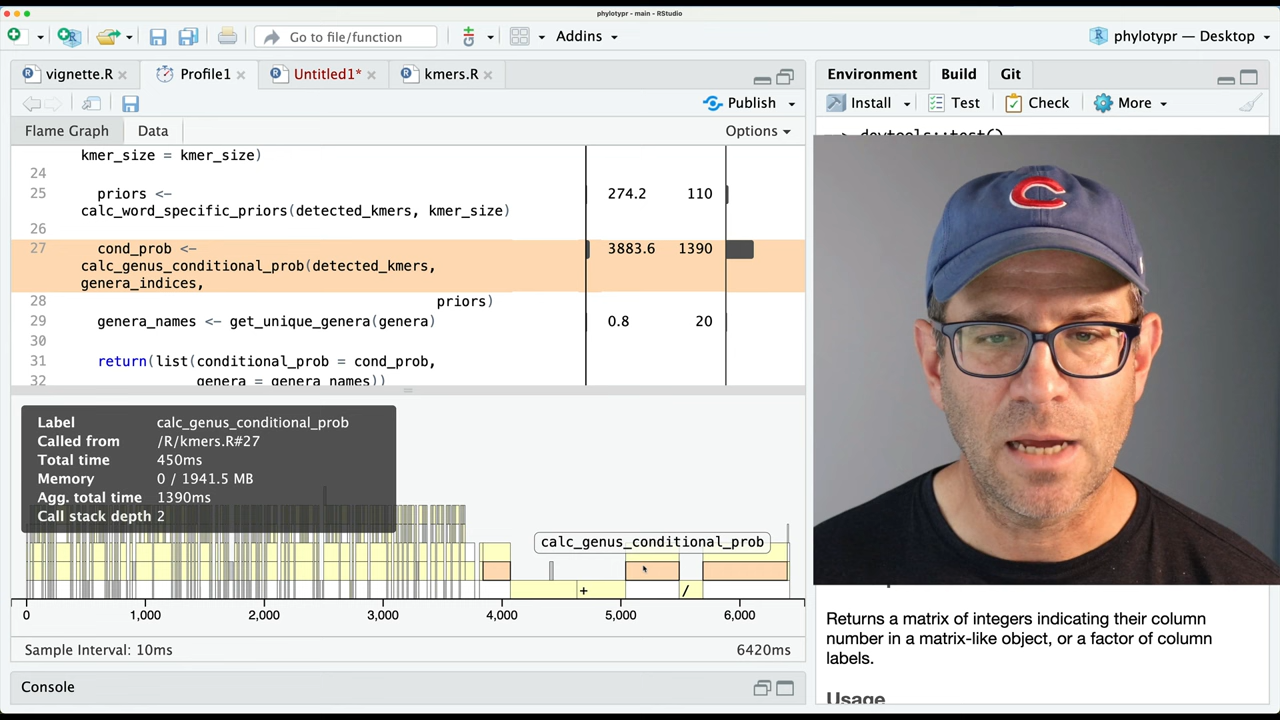 phylotypr - main - RStudio
Go to file/function
Addins
phylotypr — Desktop
vignette.R
Profile1
Untitled1*
kmers.R
Environment
Build
Git
Publish
Install
Test
Check
More
Flame Graph
Data
Options
==> devtools::test()
kmer_size = kmer_size)
24
25 priors <- 274.2 110
calc_word_specific_priors(detected_kmers, kmer_size)
26
27 cond_prob <- 3883.6 1390
calc_genus_conditional_prob(detected_kmers,
genera_indices,
28 priors)
29 genera_names <- get_unique_genera(genera) 0.8 20
30
31 return(list(conditional_prob = cond_prob,
32 genera = genera_names))
C
Label calc_genus_conditional_prob
Called from /R/kmers.R#27
Total time 450ms
Memory 0 / 1941.5 MB
Agg. total time 1390ms
Call stack depth 2
calc_genus_conditional_prob
+
/
0 1,000 2,000 3,000 4,000 5,000 6,000
Sample Interval: 10ms
6420ms
Returns a matrix of integers indicating their column
number in a matrix-like object, or a factor of column
labels.
Usage
Console